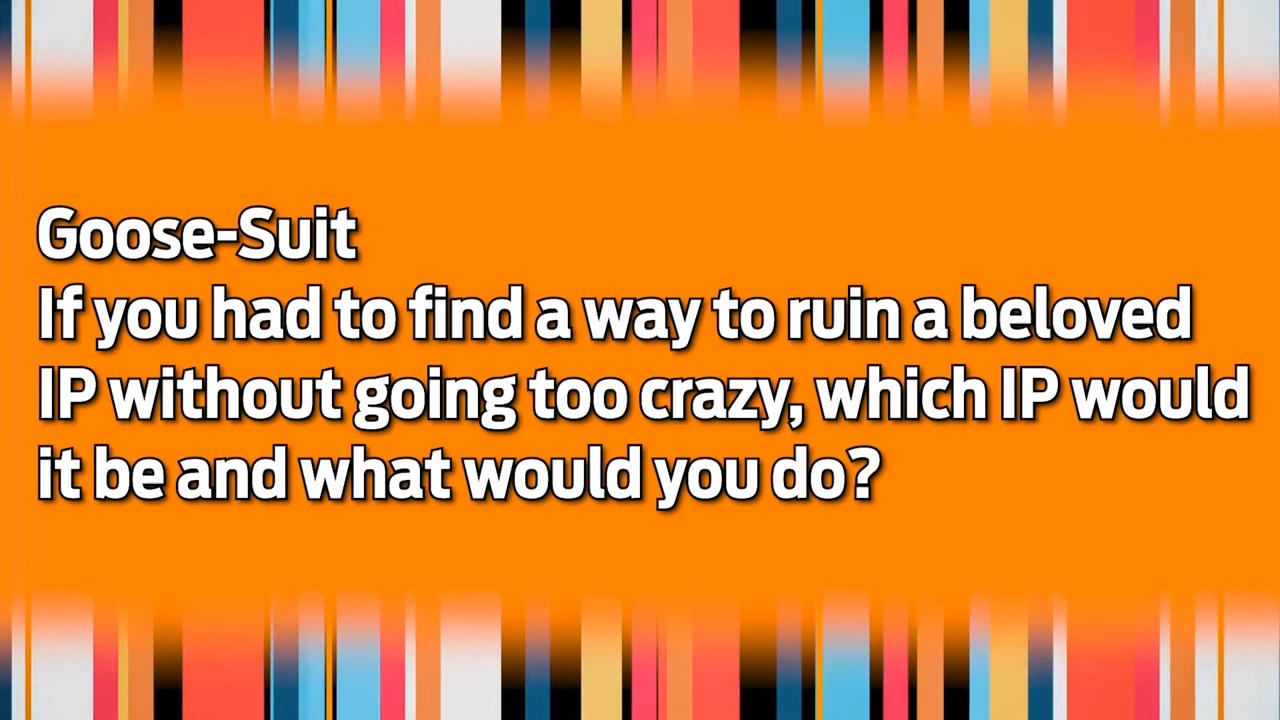 Goose-Suit
If you had to find a way to ruin a beloved
IP without going too crazy, which IP would
it be and what would you do?